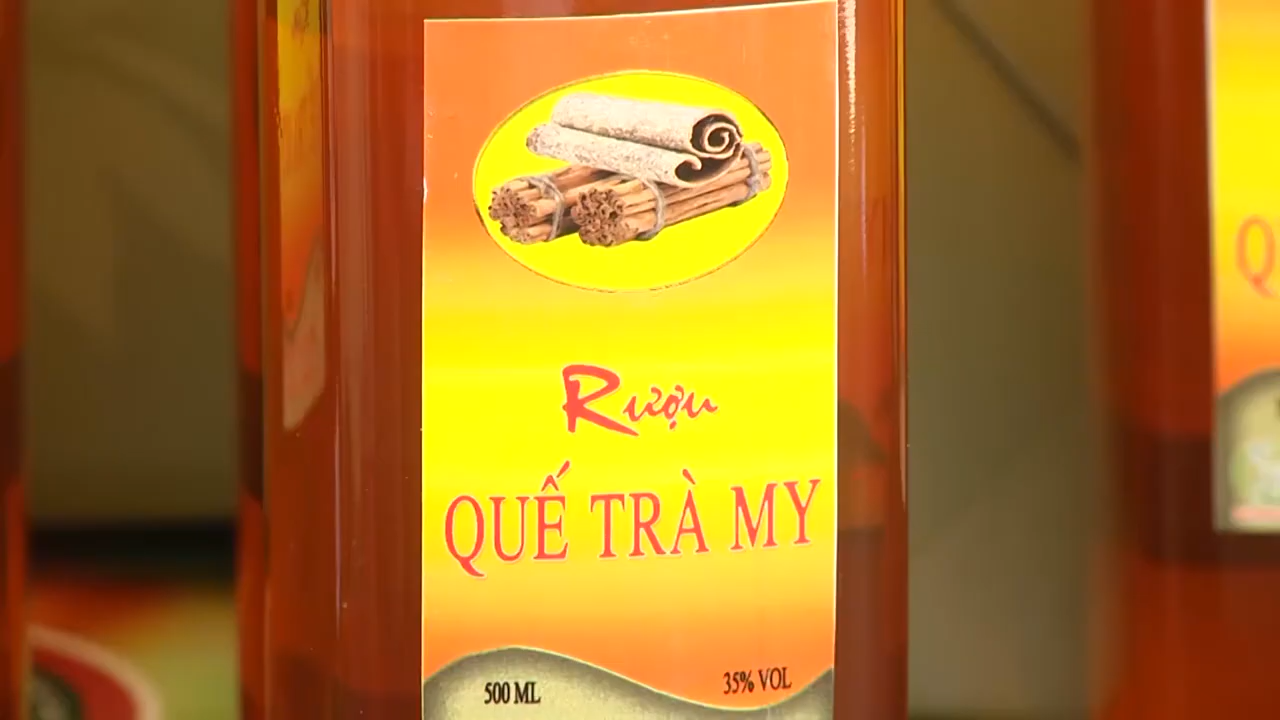 Rượu
QUẾ TRÀ MY
500 ML
35% VOL
Q